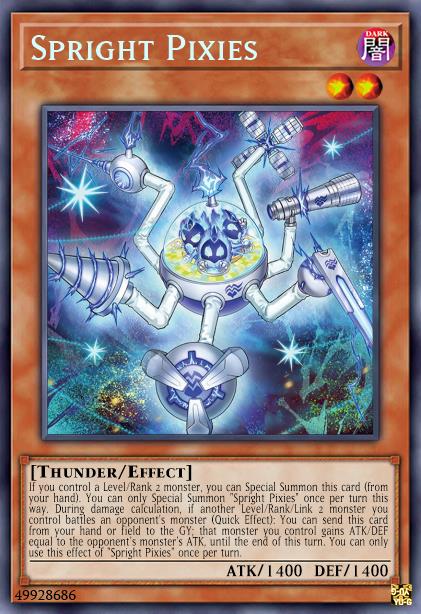 SPRIGHT PIXIES
DARK
闇
[THUNDER/EFFECT]
If you control a Level/Rank 2 monster, you can Special Summon this card (from
your hand). You can only Special Summon "Spright Pixies" once per turn this
way. During damage calculation, if another Level/Rank/Link 2 monster you
control battles an opponent's monster (Quick Effect): You can send this card
from your hand or field to the GY; that monster you control gains ATK/DEF
equal to the opponent's monster's ATK, until the end of this turn. You can only
use this effect of "Spright Pixies" once per turn.
ATK/1400 DEF/1400
49928686